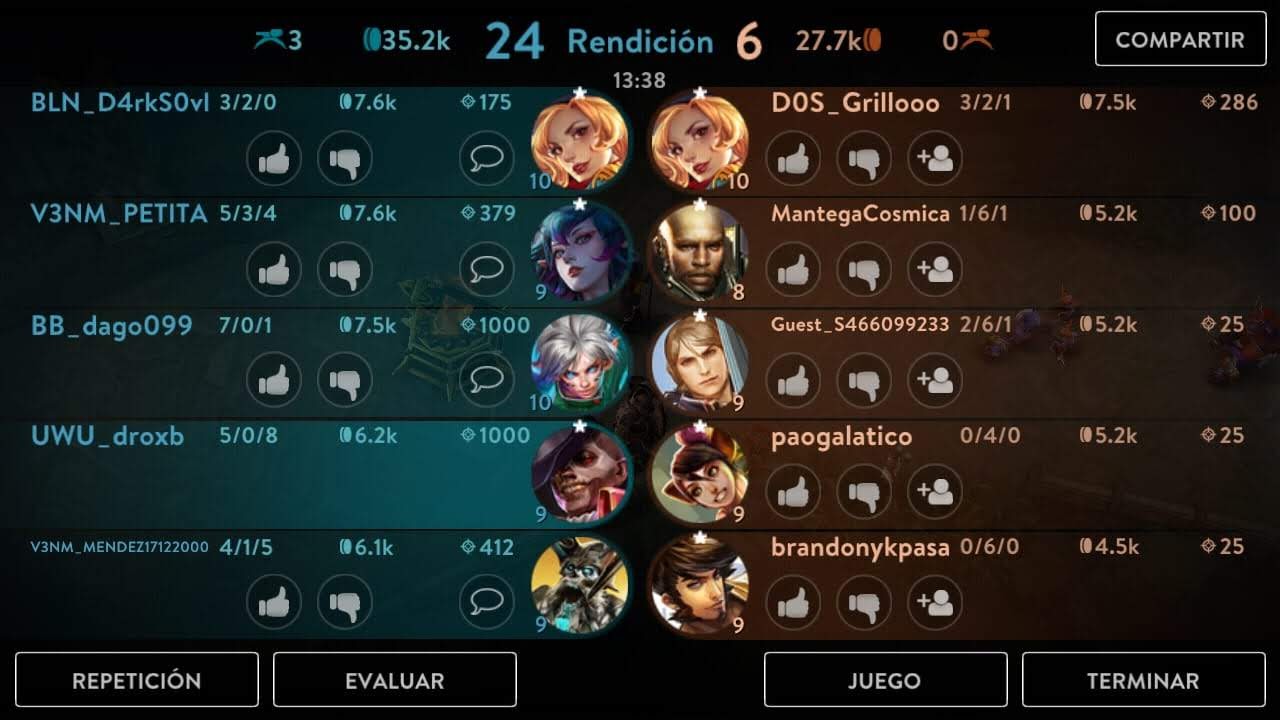 3 35.2k 24 Rendición 6 27.7k 0 COMPARTIR
13:38
BLN_D4rkS0vl 3/2/0 7.6k 175 D0S_Grillooo 3/2/1 7.5k 286
10 10
V3NM_PETITA 5/3/4 7.6k 379 MantegaCosmica 1/6/1 5.2k 100
9 8
BB_dago099 7/0/1 7.5k 1000 Guest_S466099233 2/6/1 5.2k 25
10 9
UWU_droxb 5/0/8 6.2k 1000 paogalatico 0/4/0 5.2k 25
9 9
V3NM_MENDEZ17122000 4/1/5 6.1k 412 brandonykpasa 0/6/0 4.5k 25
9 9
REPETICIÓN EVALUAR JUEGO TERMINAR